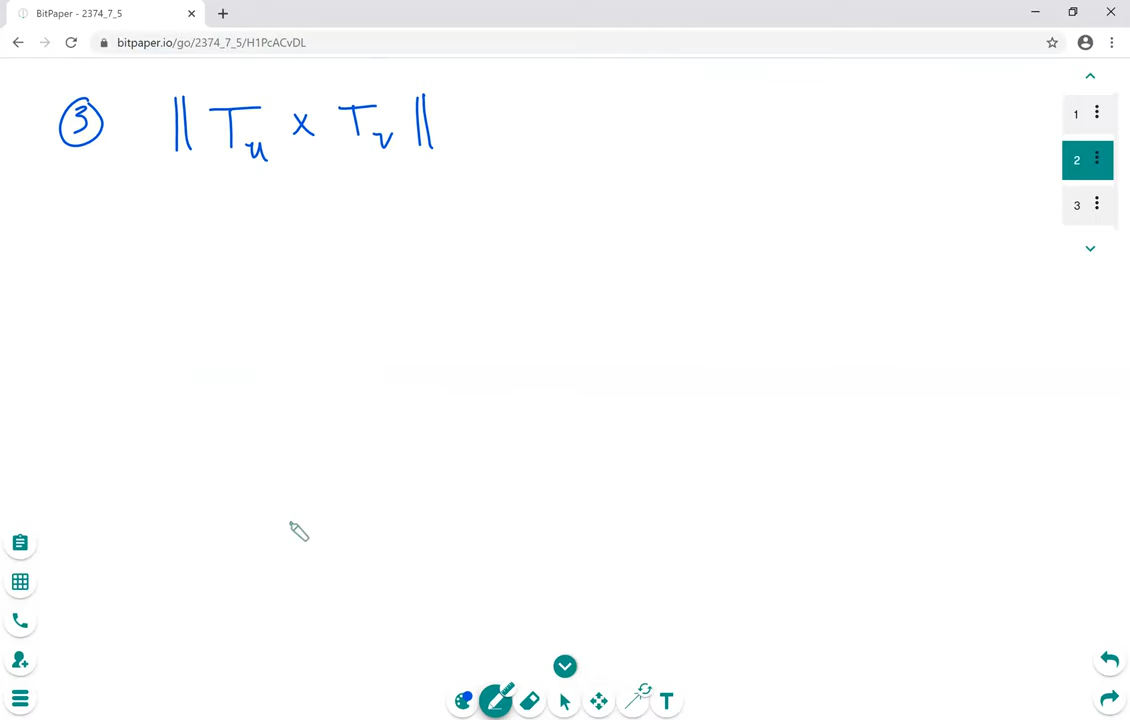 BitPaper - 2374_7_5
bitpaper.io/go/2374_7_5/H1PcACvDL
③ || T_u × T_v ||
1
2
3
T